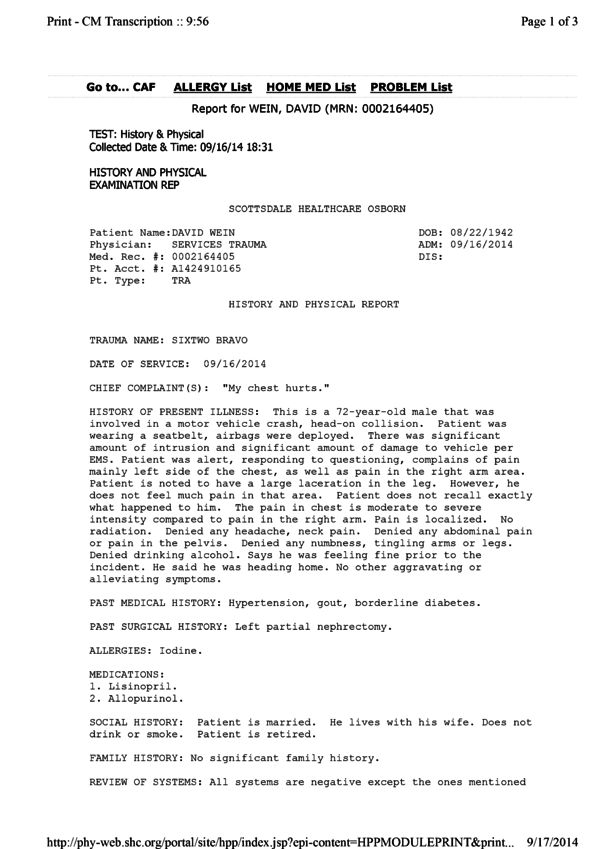 Print - CM Transcription :: 9:56 Page 1 of 3
Go to... CAF ALLERGY List HOME MED List PROBLEM List
Report for WEIN, DAVID (MRN: 0002164405)
TEST: History & Physical
Collected Date & Time: 09/16/14 18:31
HISTORY AND PHYSICAL
EXAMINATION REP
SCOTTSDALE HEALTHCARE OSBORN
Patient Name:DAVID WEIN DOB: 08/22/1942
Physician: SERVICES TRAUMA ADM: 09/16/2014
Med. Rec. #: 0002164405 DIS:
Pt. Acct. #: A1424910165
Pt. Type: TRA
HISTORY AND PHYSICAL REPORT
TRAUMA NAME: SIXTWO BRAVO
DATE OF SERVICE: 09/16/2014
CHIEF COMPLAINT(S): "My chest hurts."
HISTORY OF PRESENT ILLNESS: This is a 72-year-old male that was
involved in a motor vehicle crash, head-on collision. Patient was
wearing a seatbelt, airbags were deployed. There was significant
amount of intrusion and significant amount of damage to vehicle per
EMS. Patient was alert, responding to questioning, complains of pain
mainly left side of the chest, as well as pain in the right arm area.
Patient is noted to have a large laceration in the leg. However, he
does not feel much pain in that area. Patient does not recall exactly
what happened to him. The pain in chest is moderate to severe
intensity compared to pain in the right arm. Pain is localized. No
radiation. Denied any headache, neck pain. Denied any abdominal pain
or pain in the pelvis. Denied any numbness, tingling arms or legs.
Denied drinking alcohol. Says he was feeling fine prior to the
incident. He said he was heading home. No other aggravating or
alleviating symptoms.
PAST MEDICAL HISTORY: Hypertension, gout, borderline diabetes.
PAST SURGICAL HISTORY: Left partial nephrectomy.
ALLERGIES: Iodine.
MEDICATIONS:
1. Lisinopril.
2. Allopurinol.
SOCIAL HISTORY: Patient is married. He lives with his wife. Does not
drink or smoke. Patient is retired.
FAMILY HISTORY: No significant family history.
REVIEW OF SYSTEMS: All systems are negative except the ones mentioned
http://phy-web.shc.org/portal/site/hpp/index.jsp?epi-content=HPPMODULEPRINT&print... 9/17/2014